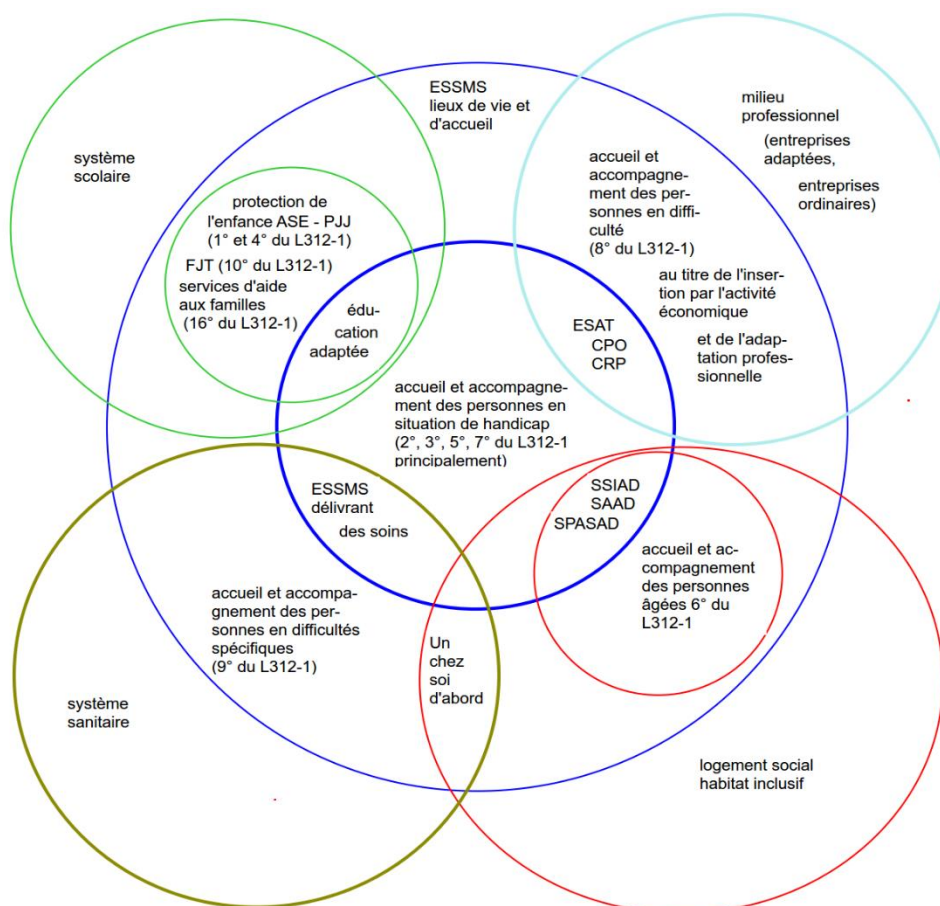 ESSMS
lieux de vie et
d'accueil
milieu
professionnel
(entreprises
adaptées,
entreprises
ordinaires)
système
scolaire
accueil et
accompagne-
ment des per-
sonnes en diffi-
culté
(8° du L312-1)
protection de
l'enfance ASE - PJJ
(1° et 4° du L312-1)
FJT (10° du L312-1)
services d'aide
aux familles
(16° du L312-1)
au titre de l'inser-
tion par l'activité
économique
et de l'adap-
tation profes-
sionnelle
édu-
cation
adaptée
ESAT
CPO
CRP
accueil et accompagne-
ment des personnes en
situation de handicap
(2°, 3°, 5°, 7° du L312-1
principalement)
ESSMS
délivrant
des soins
SSIAD
SAAD
SPASAD
accueil et ac-
compagnement
des personnes
âgées 6° du
L312-1
accueil et accompa-
gnement des per-
sonnes en difficultés
spécifiques
(9° du L312-1)
Un
chez
soi
d'abord
système
sanitaire
logement social
habitat inclusif